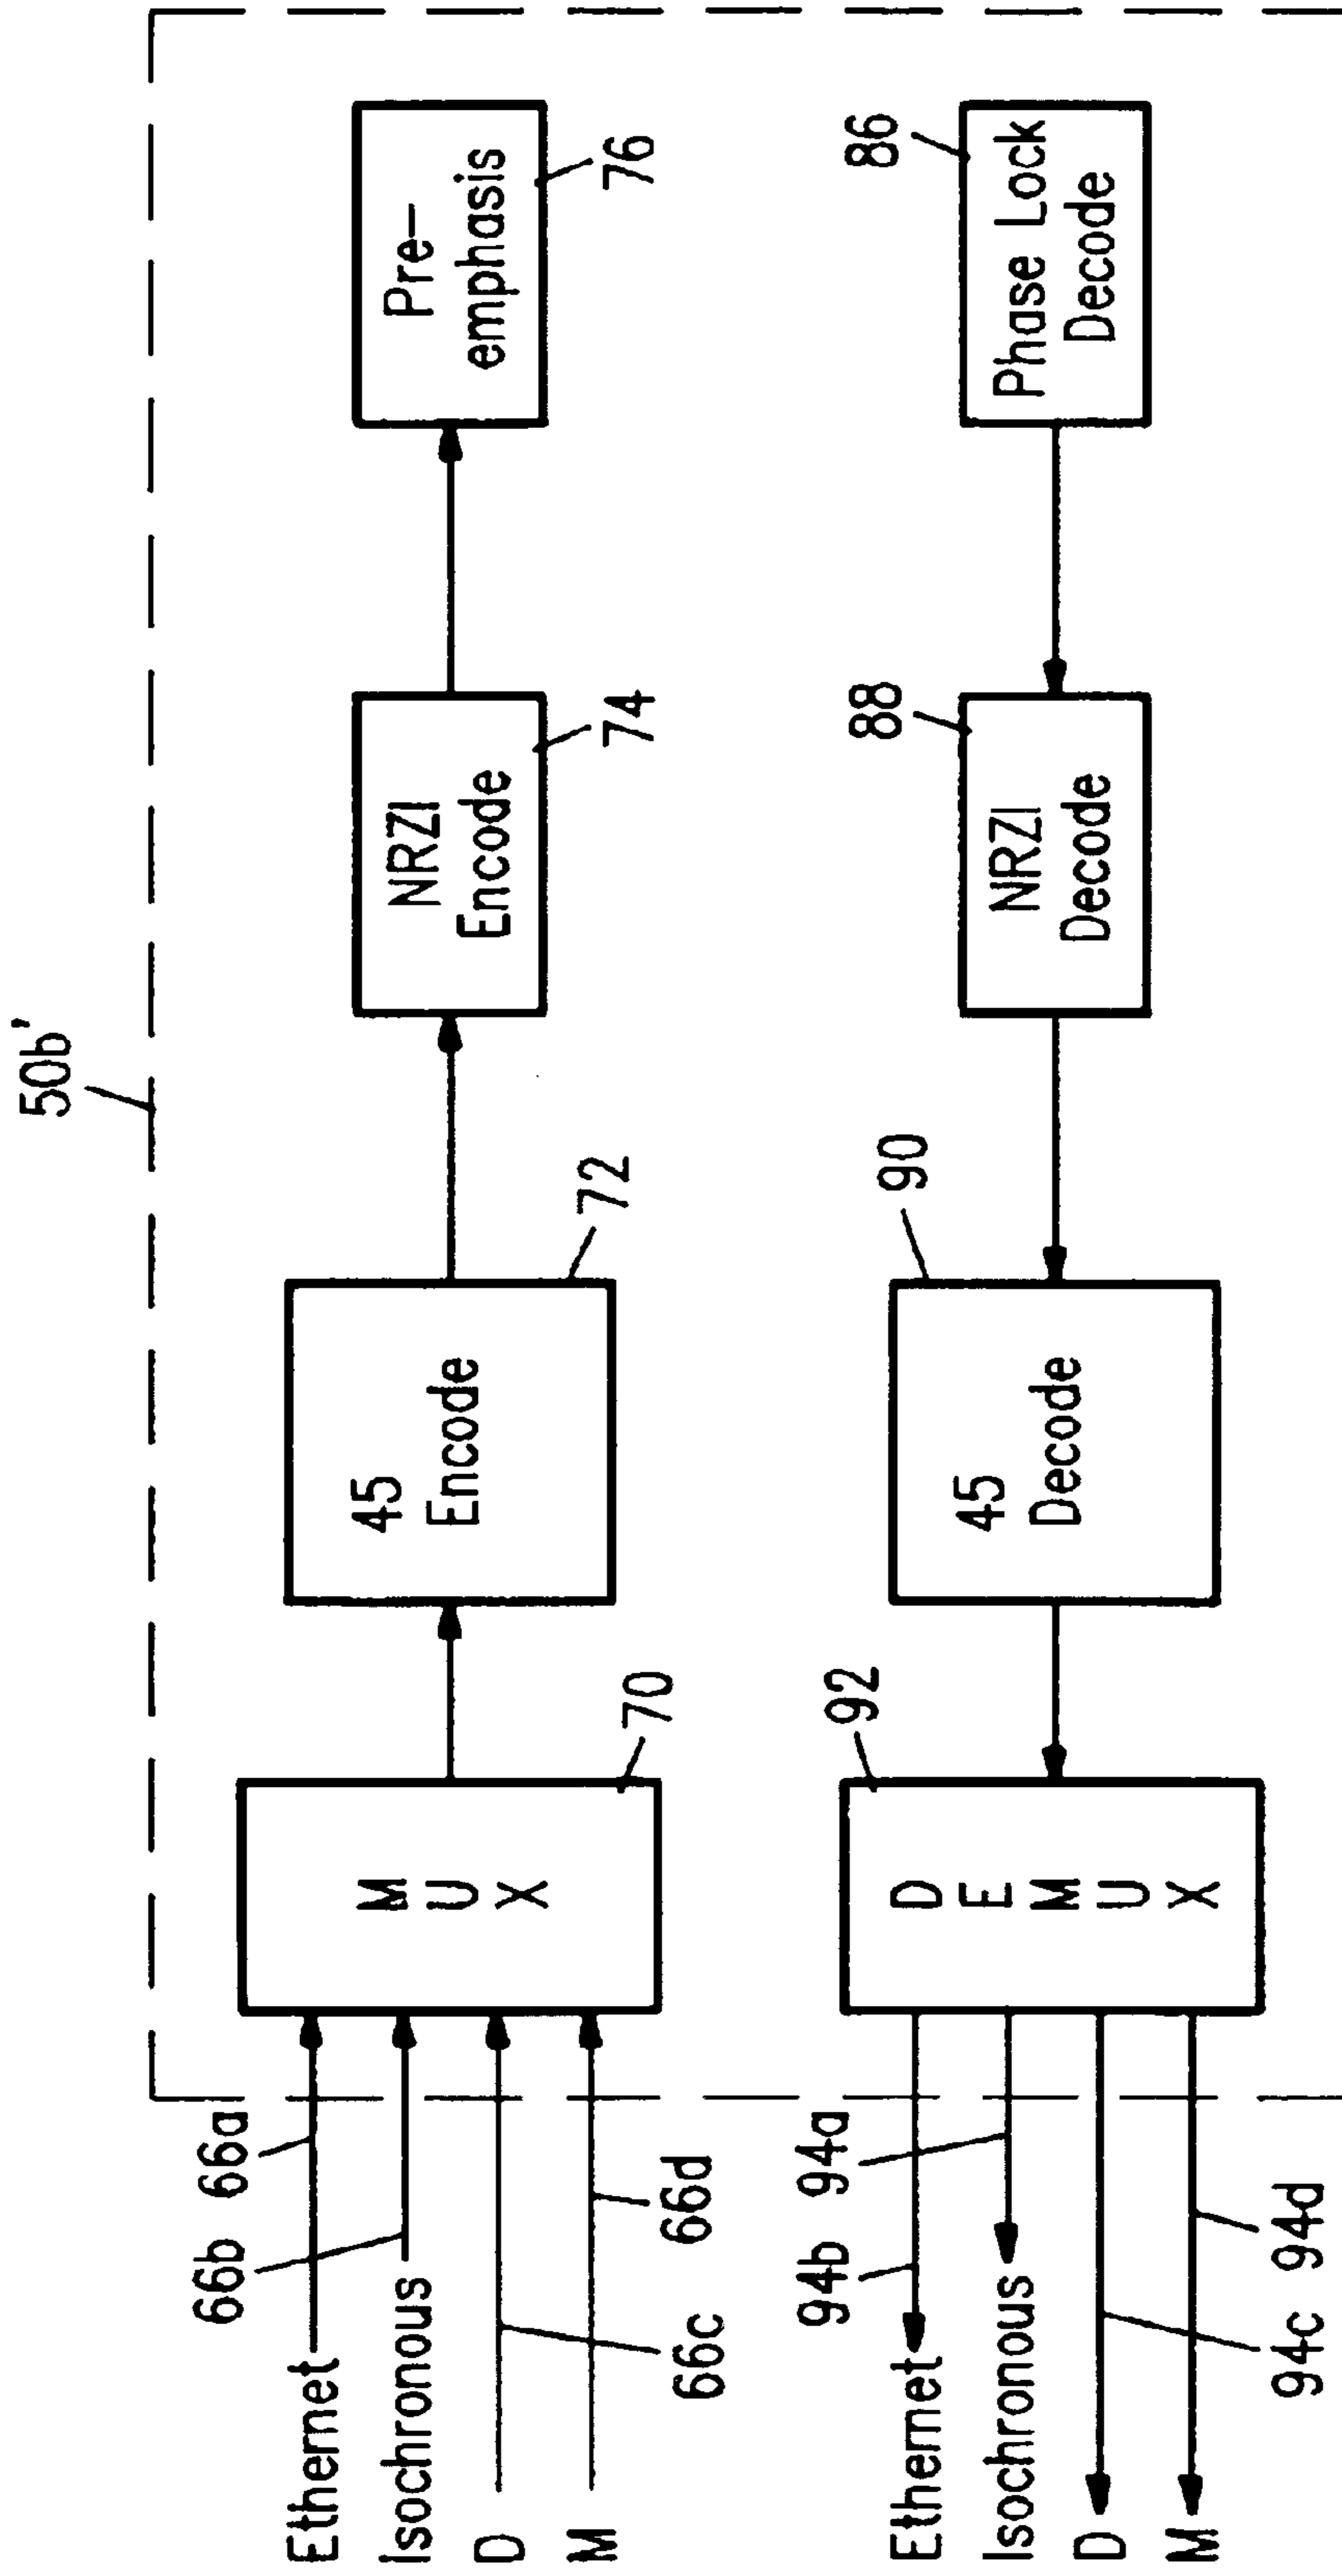 50b'
Ethernet
66a
66b
Isochronous
D
66c
M
66d
M
U
X
70
45
Encode
72
NRZI
Encode
74
Pre-
emphasis
76
Ethernet
94b
94a
Isochronous
D
94c
M
94d
D
E
M
U
X
92
45
Decode
90
NRZI
Decode
88
Phase Lock
Decode
86